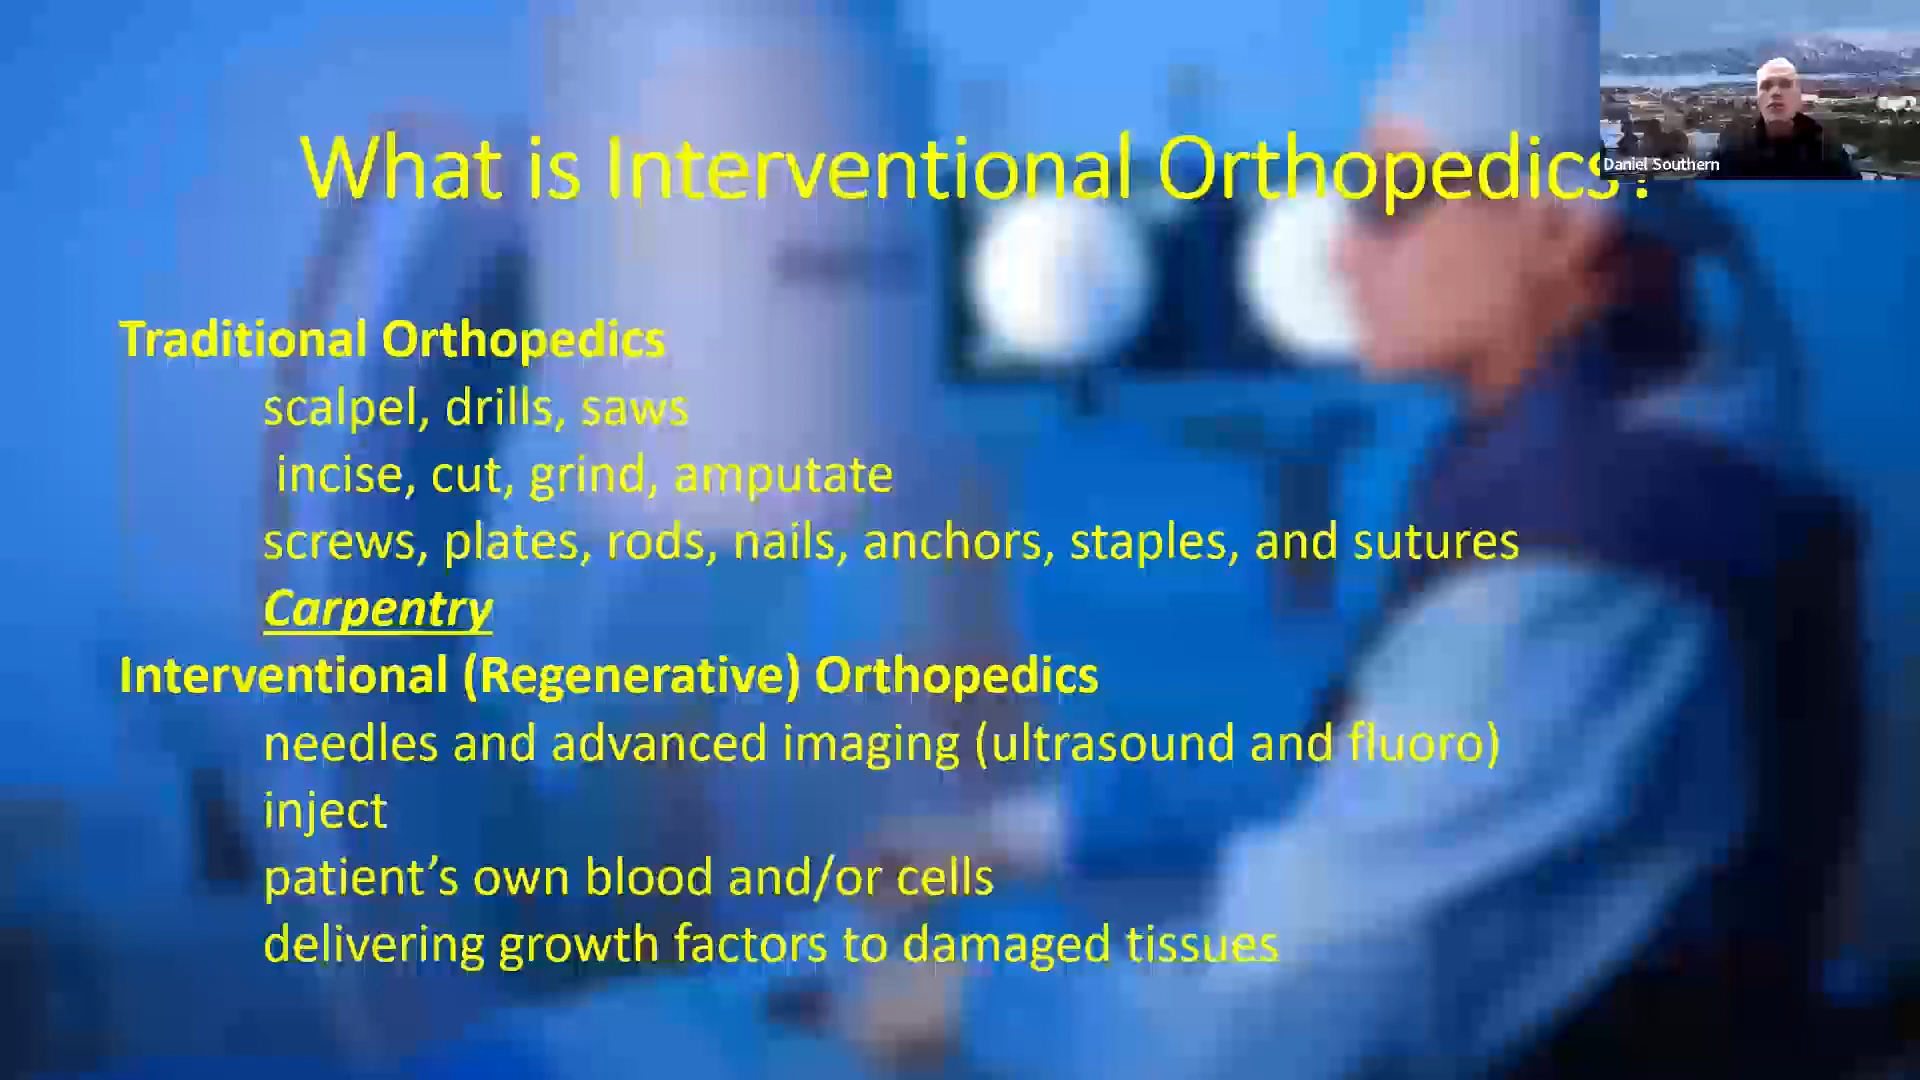 What is Interventional Orthopedics?
Daniel Southern
Traditional Orthopedics
scalpel, drills, saws
incise, cut, grind, amputate
screws, plates, rods, nails, anchors, staples, and sutures
Carpentry
Interventional (Regenerative) Orthopedics
needles and advanced imaging (ultrasound and fluoro)
inject
patient’s own blood and/or cells
delivering growth factors to damaged tissues